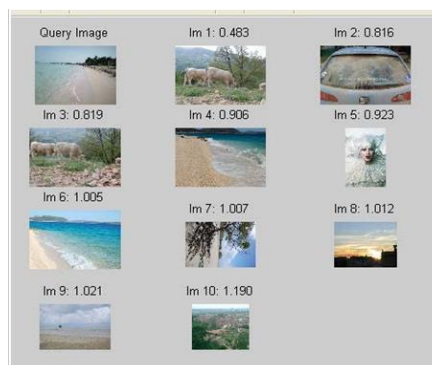 Query Image
Im 1: 0.483
Im 2: 0.816
Im 3: 0.819
Im 4: 0.906
Im 5: 0.923
Im 6: 1.005
Im 7: 1.007
Im 8: 1.012
Im 9: 1.021
Im 10: 1.190